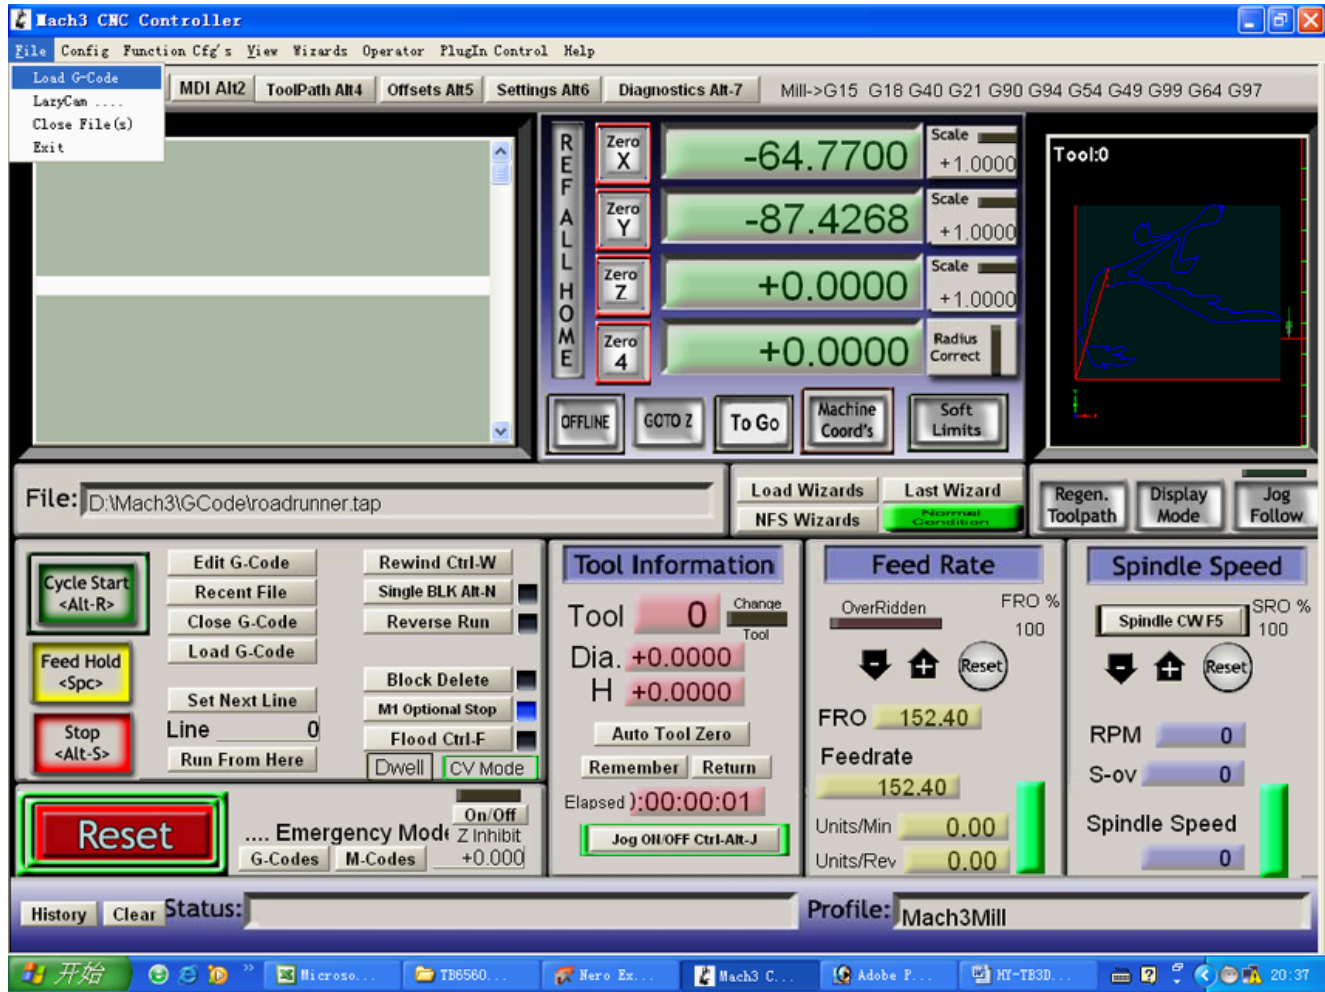 Mach3 CNC Controller
File Config Function Cfg's View Wizards Operator PlugIn Control Help
Load G-Code
LazyCam ....
Close File(s)
Exit
MDI Alt2 ToolPath Alt4 Offsets Alt5 Settings Alt6 Diagnostics Alt-7 Mill->G15 G18 G40 G21 G90 G94 G54 G49 G99 G64 G97
REF ALL HOME
Zero X -64.7700 Scale +1.0000
Zero Y -87.4268 Scale +1.0000
Zero Z +0.0000 Scale +1.0000
Zero 4 +0.0000 Radius Correct
OFFLINE GOTO Z To Go Machine Coord's Soft Limits
Tool:0
File: D:\Mach3\GCode\roadrunner.tap
Load Wizards Last Wizard
NFS Wizards Normal Condition
Regen. Toolpath Display Mode Jog Follow
Cycle Start <Alt-R>
Feed Hold <Spc>
Stop <Alt-S>
Edit G-Code
Recent File
Close G-Code
Load G-Code
Set Next Line
Line 0
Run From Here
Rewind Ctrl-W
Single BLK Alt-N
Reverse Run
Block Delete
M1 Optional Stop
Flood Ctrl-F
Dwell CV Mode
Reset
.... Emergency Mode
G-Codes M-Codes
On/Off
Z Inhibit
+0.000
Tool Information
Tool 0 Change Tool
Dia. +0.0000
H +0.0000
Auto Tool Zero
Remember Return
Elapsed ):00:00:01
Jog ON/OFF Ctrl-Alt-J
Feed Rate
OverRidden FRO %
100
Reset
FRO 152.40
Feedrate
152.40
Units/Min 0.00
Units/Rev 0.00
Spindle Speed
Spindle CW F5 SRO %
100
Reset
RPM 0
S-ov 0
Spindle Speed
0
History Clear Status: Profile: Mach3Mill
开始 Microso... TB6560... Nero Ex... Mach3 C... Adobe P... HY-TB3D... 20:37